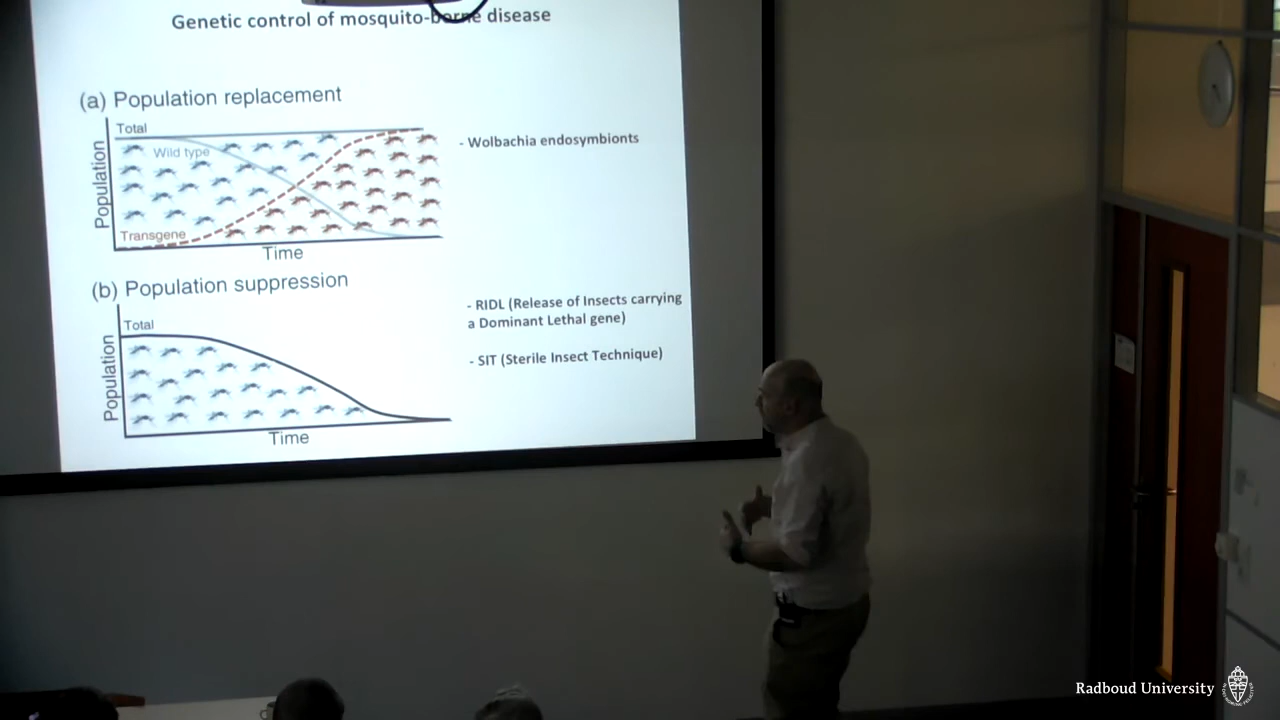 Genetic control of mosquito-borne disease
(a) Population replacement
Total
Wild type
Transgene
Population
Time
- Wolbachia endosymbionts
(b) Population suppression
Total
Population
Time
- RIDL (Release of Insects carrying
a Dominant Lethal gene)
- SIT (Sterile Insect Technique)
Radboud University